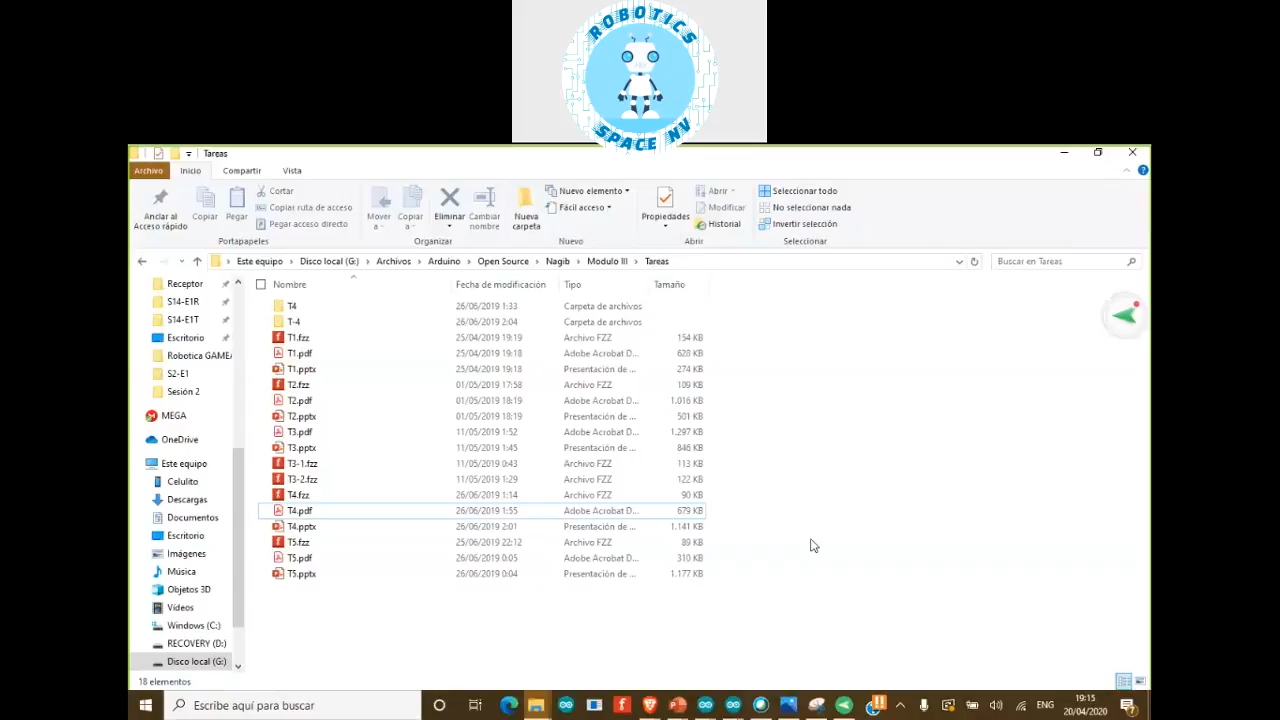 ROBOTICS
SPACE NV
Tareas
Archivo Inicio Compartir Vista
Anclar al Acceso rápido
Copiar
Pegar
Cortar
Copiar ruta de acceso
Pegar acceso directo
Mover a
Copiar a
Eliminar
Cambiar nombre
Nueva carpeta
Nuevo elemento
Fácil acceso
Propiedades
Abrir
Modificar
Historial
Seleccionar todo
No seleccionar nada
Invertir selección
Portapapeles Organizar Nuevo Abrir Seleccionar
Este equipo > Disco local (G:) > Archivos > Arduino > Open Source > Nagib > Modulo III > Tareas
Buscar en Tareas
Receptor
S14-E1R
S14-E1T
Escritorio
Robotica GAMEA
S2-E1
Sesión 2
MEGA
OneDrive
Este equipo
Celulito
Descargas
Documentos
Escritorio
Imágenes
Música
Objetos 3D
Vídeos
Windows (C:)
RECOVERY (D:)
Disco local (G:)
Nombre Fecha de modificación Tipo Tamaño
T4 26/06/2019 1:33 Carpeta de archivos
T-4 26/06/2019 2:04 Carpeta de archivos
T1.fzz 25/04/2019 19:19 Archivo FZZ 154 KB
T1.pdf 25/04/2019 19:18 Adobe Acrobat D... 628 KB
T1.pptx 25/04/2019 19:18 Presentación de ... 274 KB
T2.fzz 01/05/2019 17:58 Archivo FZZ 109 KB
T2.pdf 01/05/2019 18:19 Adobe Acrobat D... 1.016 KB
T2.pptx 01/05/2019 18:19 Presentación de ... 501 KB
T3.pdf 11/05/2019 1:52 Adobe Acrobat D... 1.297 KB
T3.pptx 11/05/2019 1:45 Presentación de ... 846 KB
T3-1.fzz 11/05/2019 0:43 Archivo FZZ 113 KB
T3-2.fzz 11/05/2019 1:29 Archivo FZZ 122 KB
T4.fzz 26/06/2019 1:14 Archivo FZZ 90 KB
T4.pdf 26/06/2019 1:55 Adobe Acrobat D... 679 KB
T4.pptx 26/06/2019 2:01 Presentación de ... 1.141 KB
T5.fzz 25/06/2019 22:12 Archivo FZZ 89 KB
T5.pdf 26/06/2019 0:05 Adobe Acrobat D... 310 KB
T5.pptx 26/06/2019 0:04 Presentación de ... 1.177 KB
18 elementos
Escribe aquí para buscar
ENG
19:15
20/04/2020